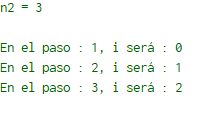 n2 = 3
En el paso : 1, i será : 0
En el paso : 2, i será : 1
En el paso : 3, i será : 2